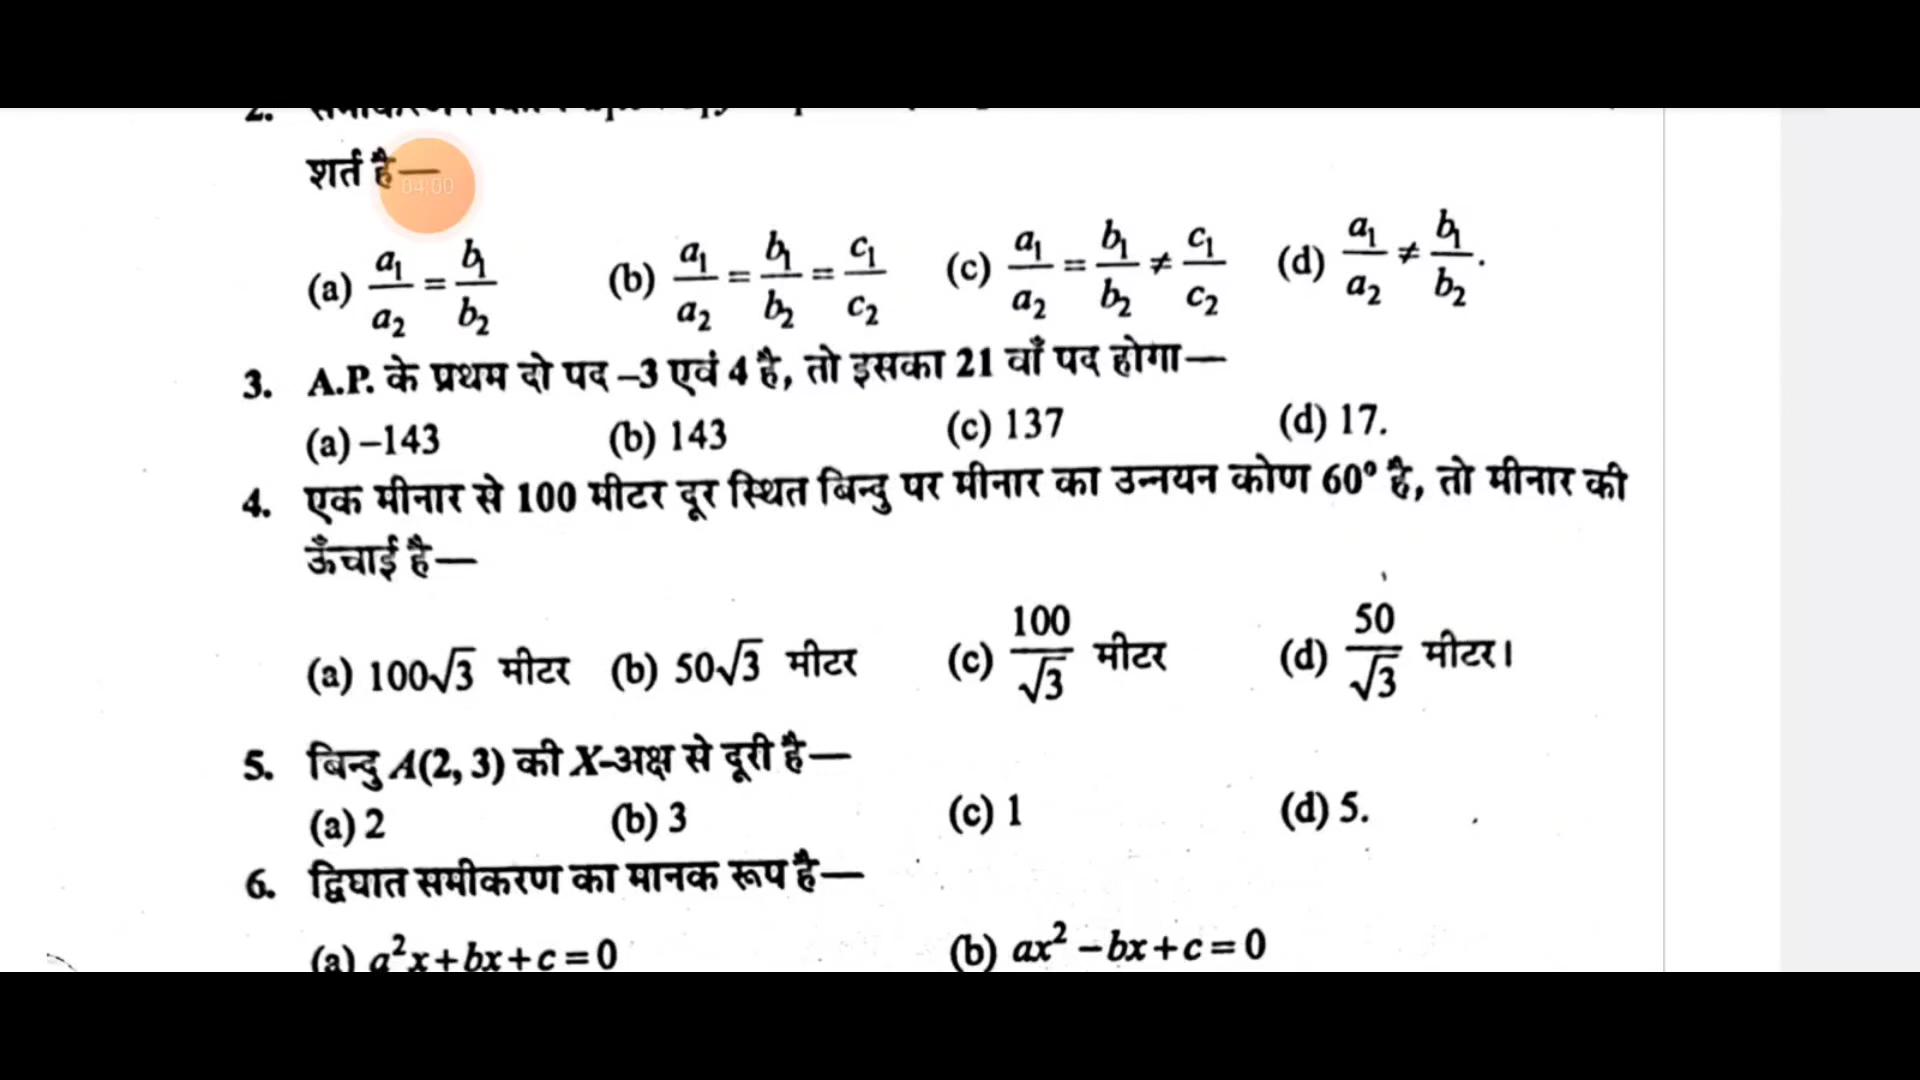 2.
शर्त है—
04:00
(a) a₁/a₂ = b₁/b₂ (b) a₁/a₂ = b₁/b₂ = c₁/c₂ (c) a₁/a₂ = b₁/b₂ ≠ c₁/c₂ (d) a₁/a₂ ≠ b₁/b₂.
3. A.P. के प्रथम दो पद –3 एवं 4 है, तो इसका 21 वाँ पद होगा—
(a) –143 (b) 143 (c) 137 (d) 17.
4. एक मीनार से 100 मीटर दूर स्थित बिन्दु पर मीनार का उन्नयन कोण 60° है, तो मीनार की
ऊँचाई है—
(a) 100√3 मीटर (b) 50√3 मीटर (c) 100/√3 मीटर (d) 50/√3 मीटर।
5. बिन्दु A(2, 3) की X-अक्ष से दूरी है—
(a) 2 (b) 3 (c) 1 (d) 5.
6. द्विघात समीकरण का मानक रूप है—
(a) a²x + bx + c = 0 (b) ax² – bx + c = 0